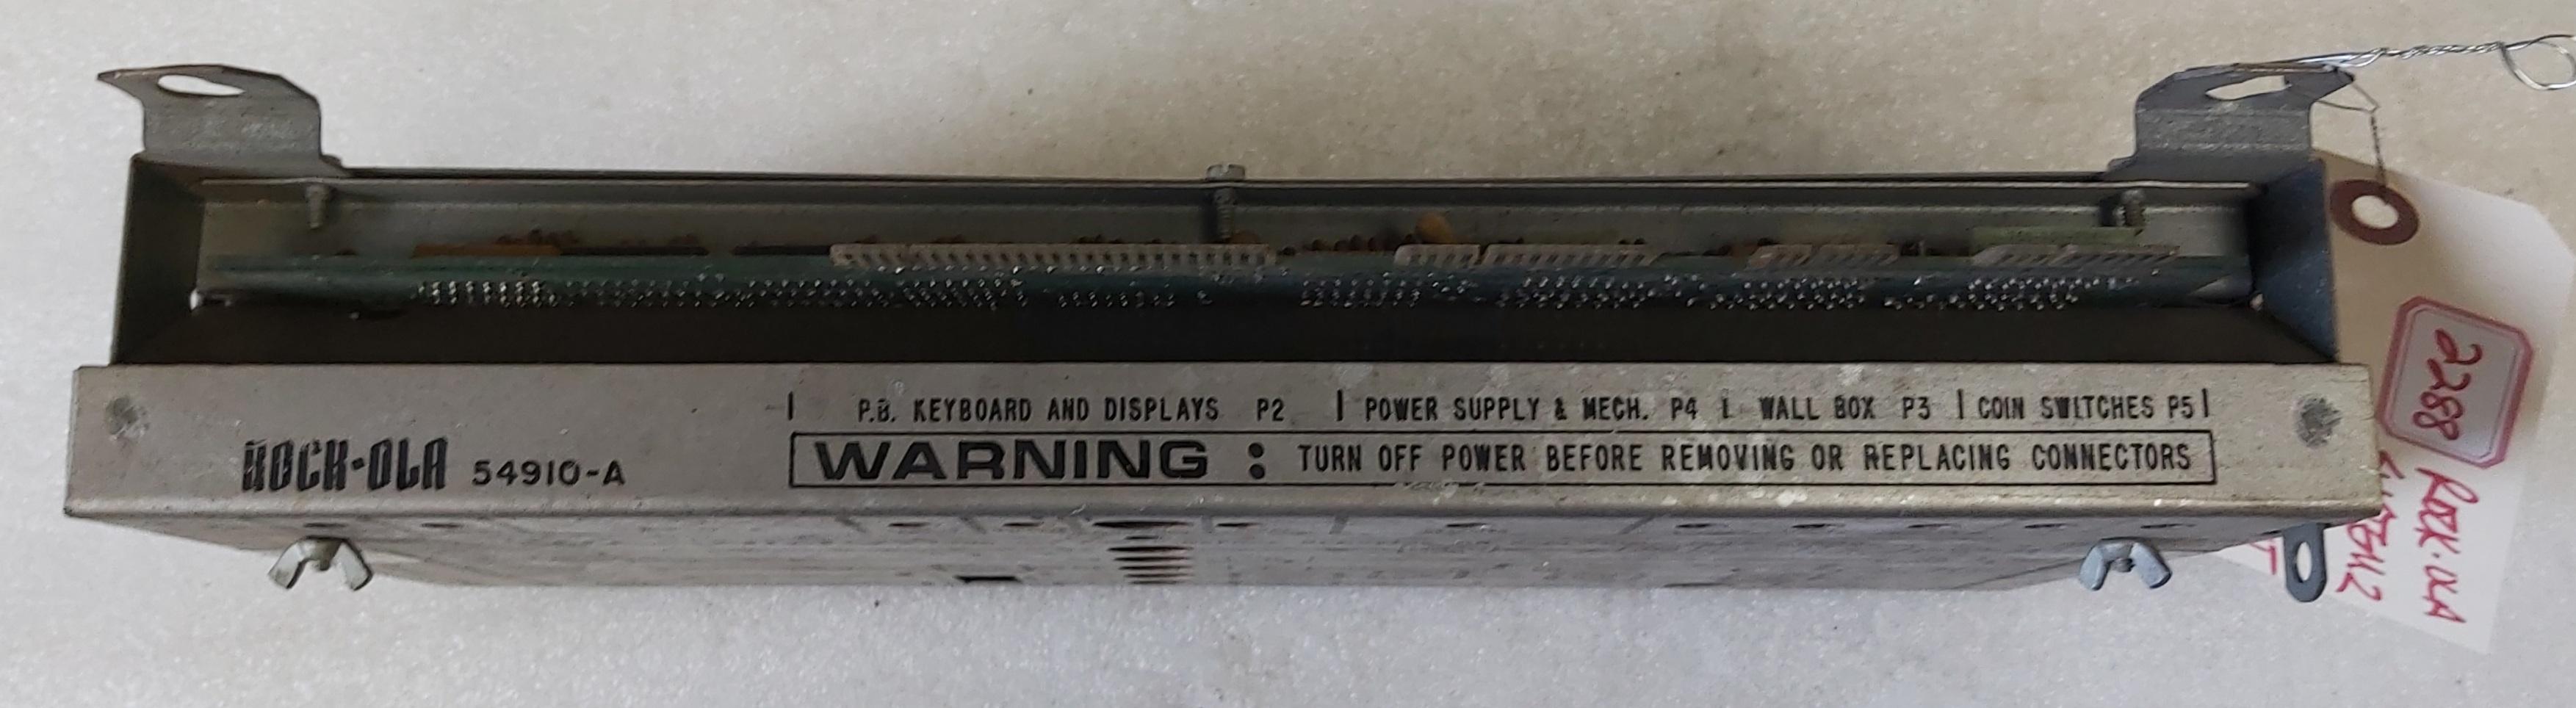 | P.B. KEYBOARD AND DISPLAYS P2 | POWER SUPPLY & MECH. P4 | WALL BOX P3 | COIN SWITCHES P5 |
ROCK-OLA 54910-A
WARNING : TURN OFF POWER BEFORE REMOVING OR REPLACING CONNECTORS
2288
ROCK-OLA